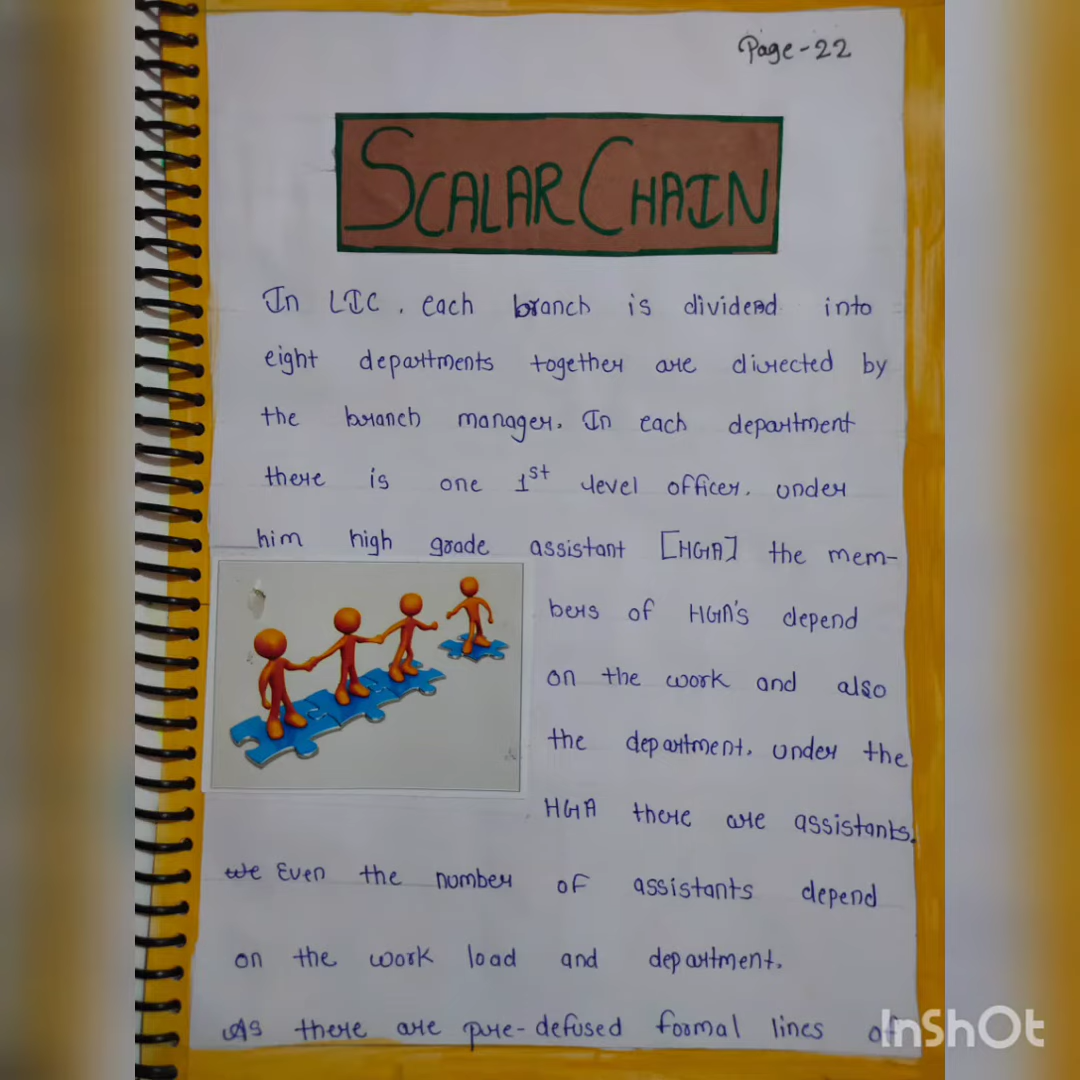 Page-22
SCALAR CHAIN
In LIC, each branch is dividend into
eight departments together are directed by
the branch manager. In each department
there is one 1st level officer. under
him high grade assistant [HGA] the mem-
bers of HGA's depend
on the work and also
the department. under the
HGA there are assistants.
We Even the number of assistants depend
on the work load and department.
As there are pre-defused formal lines of
InShOt